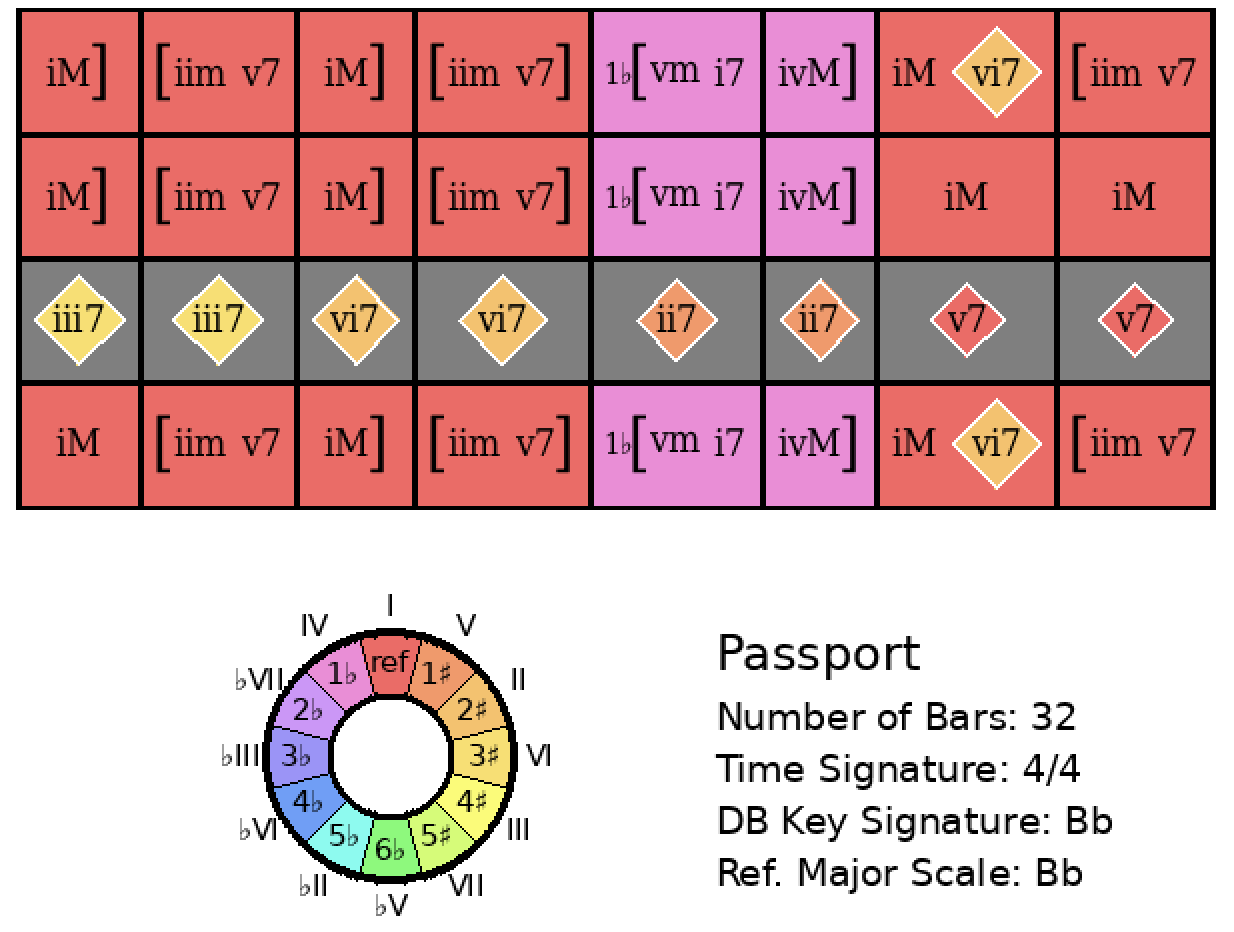 iM] [iim v7 iM] [iim v7] 1♭[vm i7 ivM] iM vi7 [iim v7
iM] [iim v7 iM] [iim v7] 1♭[vm i7 ivM] iM iM
iii7 iii7 vi7 vi7 ii7 ii7 v7 v7
iM [iim v7 iM] [iim v7] 1♭[vm i7 ivM] iM vi7 [iim v7
I
IV V
1♭ ref 1♯
♭VII II
2♭ 2♯
♭III 3♭ 3♯ VI
4♭ 4♯
♭VI III
5♭ 6♭ 5♯
♭II VII
♭V
Passport
Number of Bars: 32
Time Signature: 4/4
DB Key Signature: Bb
Ref. Major Scale: Bb